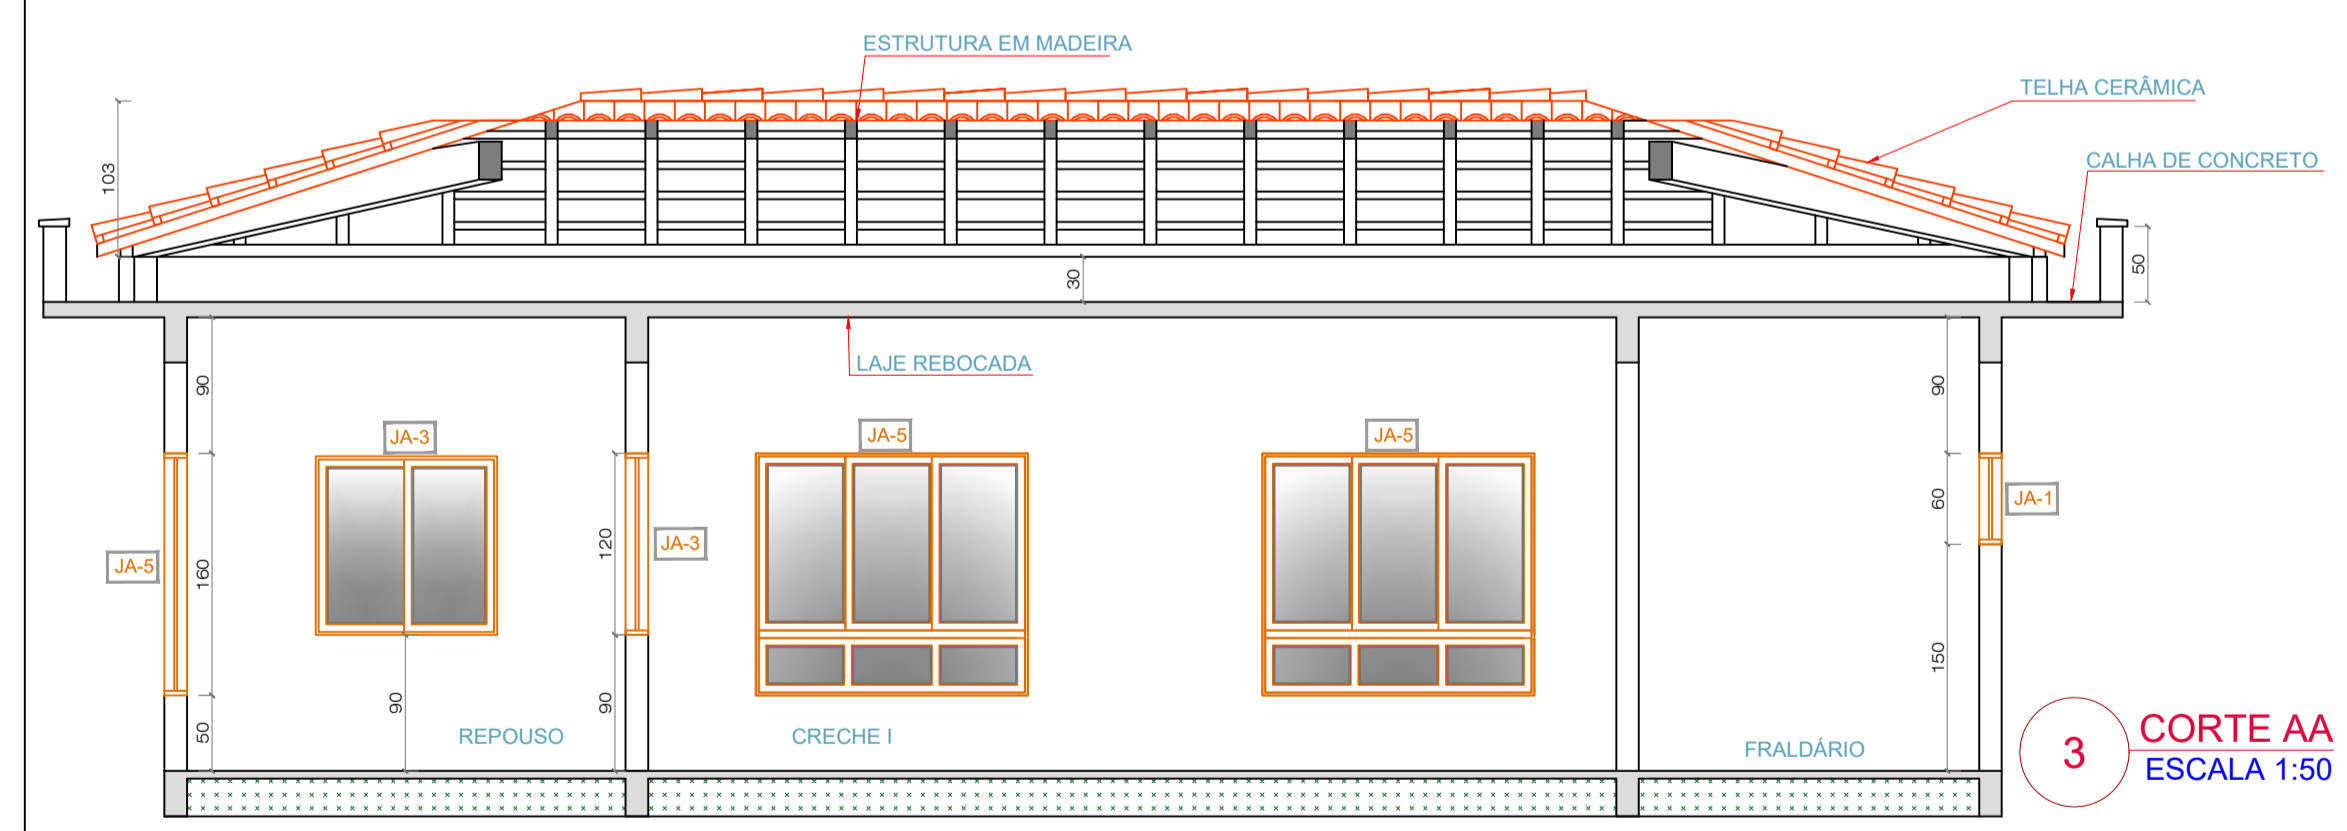 ESTRUTURA EM MADEIRA
TELHA CERÂMICA
CALHA DE CONCRETO
103
50
30
LAJE REBOCADA
90
90
JA-3
JA-5
JA-5
60
JA-1
120
JA-3
JA-5
160
150
50
90
90
REPOUSO
CRECHE I
FRALDÁRIO
3
CORTE AA
ESCALA 1:50